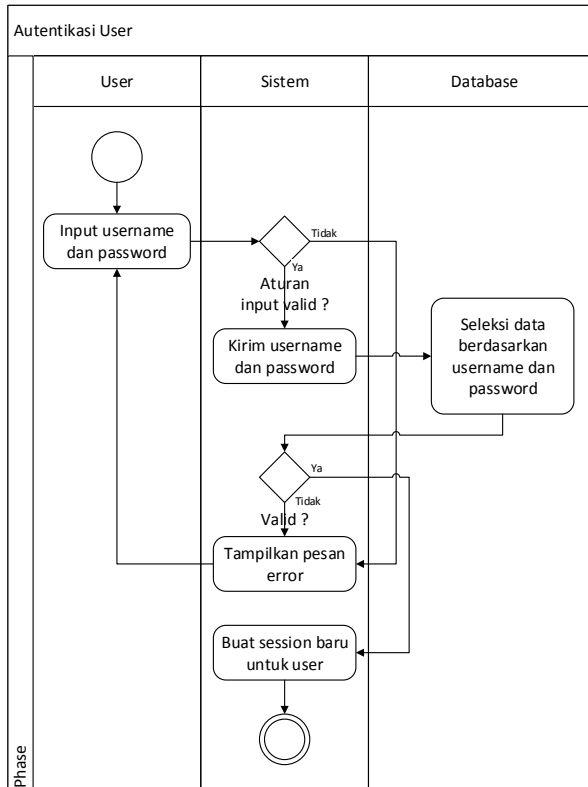 Autentikasi User
User
Sistem
Database
Input username
dan password
Tidak
Ya
Aturan
input valid ?
Kirim username
dan password
Seleksi data
berdasarkan
username dan
password
Ya
Tidak
Valid ?
Tampilkan pesan
error
Buat session baru
untuk user
Phase